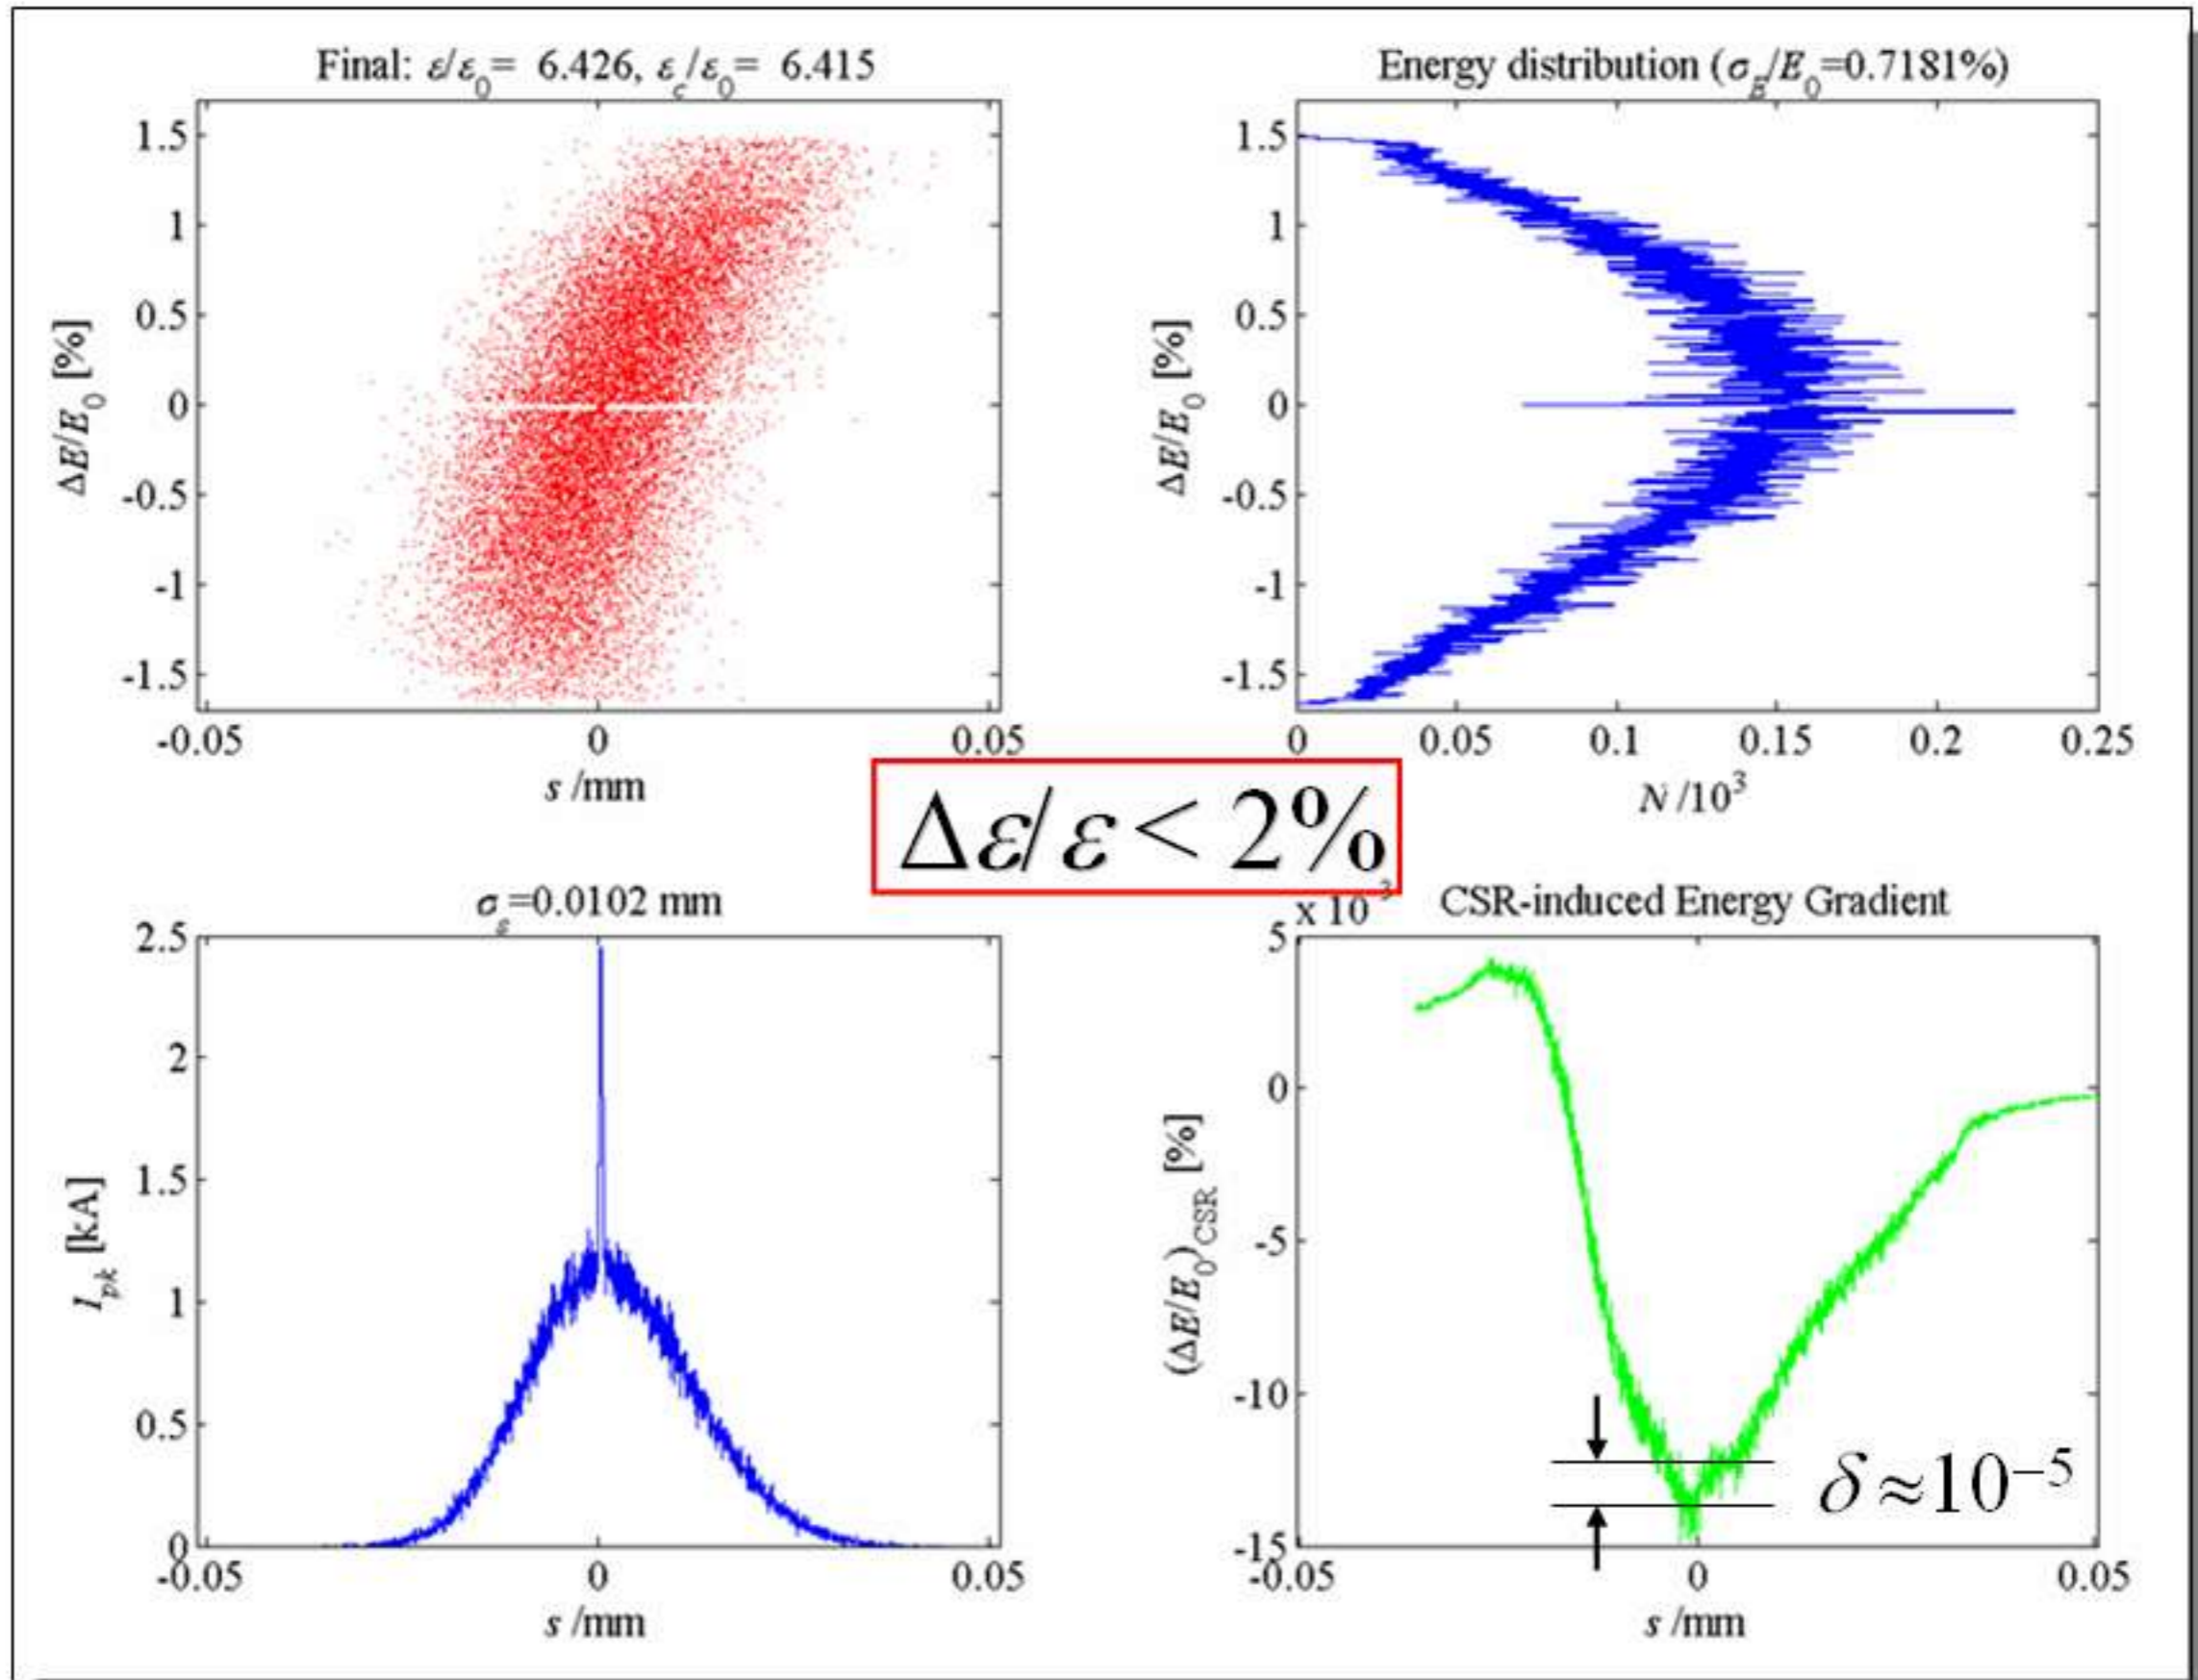 Final: ε/ε0= 6.426, εc/ε0= 6.415
ΔE/E0 [%]
1.5
1
0.5
0
-0.5
-1
-1.5
-0.05 0 0.05
s /mm
Energy distribution (σE/E0=0.7181%)
ΔE/E0 [%]
1.5
1
0.5
0
-0.5
-1
-1.5
0 0.05 0.1 0.15 0.2 0.25
N /10³
Δε/ε < 2%
σs=0.0102 mm
Ipk [kA]
2.5
2
1.5
1
0.5
0
-0.05 0 0.05
s /mm
x 10 ³ CSR-induced Energy Gradient
(ΔE/E0)CSR [%]
5
0
-5
-10
-15
δ ≈10⁻⁵
-0.05 0 0.05
s /mm